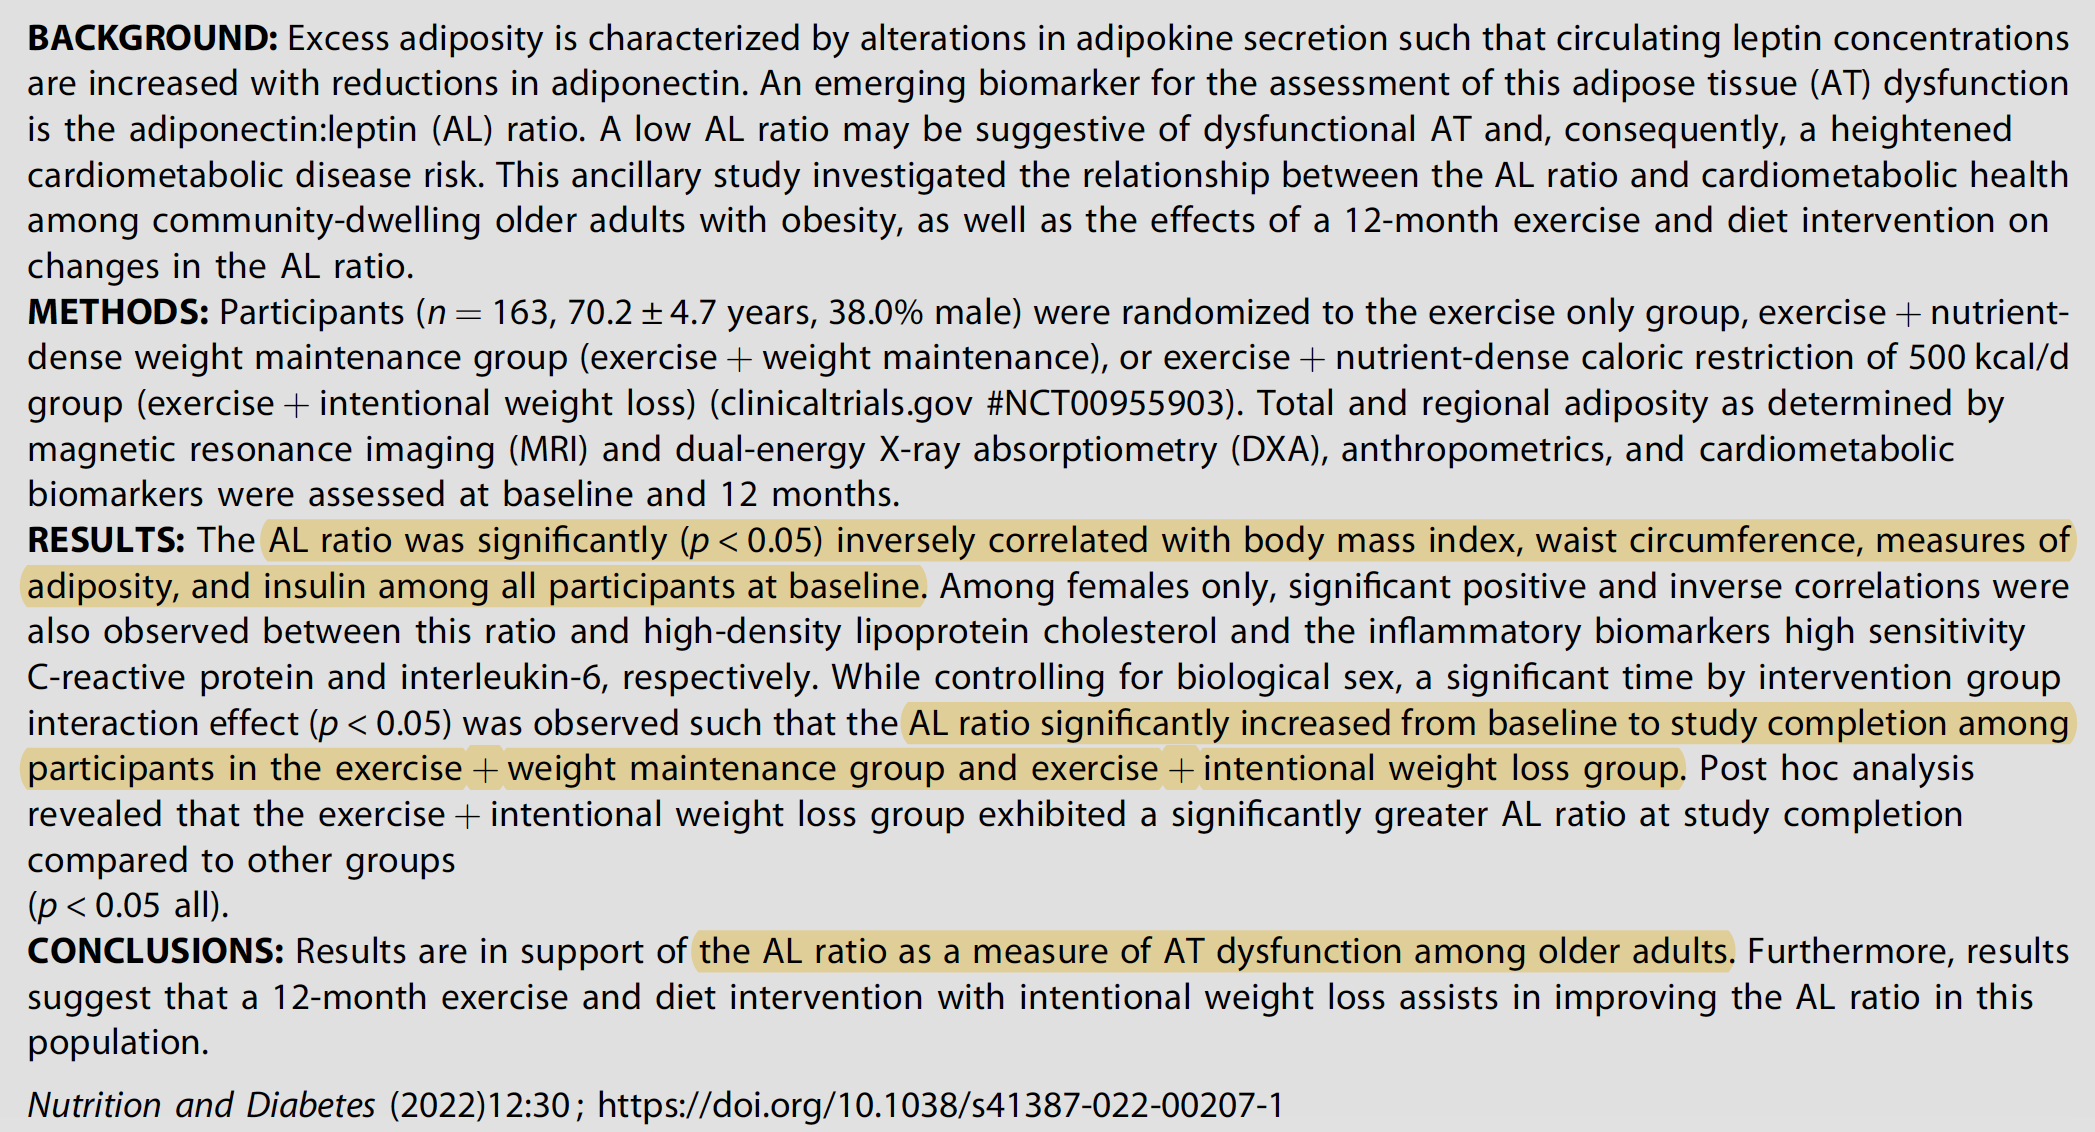 BACKGROUND: Excess adiposity is characterized by alterations in adipokine secretion such that circulating leptin concentrations
are increased with reductions in adiponectin. An emerging biomarker for the assessment of this adipose tissue (AT) dysfunction
is the adiponectin:leptin (AL) ratio. A low AL ratio may be suggestive of dysfunctional AT and, consequently, a heightened
cardiometabolic disease risk. This ancillary study investigated the relationship between the AL ratio and cardiometabolic health
among community-dwelling older adults with obesity, as well as the effects of a 12-month exercise and diet intervention on
changes in the AL ratio.
METHODS: Participants (n = 163, 70.2 ± 4.7 years, 38.0% male) were randomized to the exercise only group, exercise + nutrient-
dense weight maintenance group (exercise + weight maintenance), or exercise + nutrient-dense caloric restriction of 500 kcal/d
group (exercise + intentional weight loss) (clinicaltrials.gov #NCT00955903). Total and regional adiposity as determined by
magnetic resonance imaging (MRI) and dual-energy X-ray absorptiometry (DXA), anthropometrics, and cardiometabolic
biomarkers were assessed at baseline and 12 months.
RESULTS: The AL ratio was significantly (p < 0.05) inversely correlated with body mass index, waist circumference, measures of
adiposity, and insulin among all participants at baseline. Among females only, significant positive and inverse correlations were
also observed between this ratio and high-density lipoprotein cholesterol and the inflammatory biomarkers high sensitivity
C-reactive protein and interleukin-6, respectively. While controlling for biological sex, a significant time by intervention group
interaction effect (p < 0.05) was observed such that the AL ratio significantly increased from baseline to study completion among
participants in the exercise + weight maintenance group and exercise + intentional weight loss group. Post hoc analysis
revealed that the exercise + intentional weight loss group exhibited a significantly greater AL ratio at study completion
compared to other groups
(p < 0.05 all).
CONCLUSIONS: Results are in support of the AL ratio as a measure of AT dysfunction among older adults. Furthermore, results
suggest that a 12-month exercise and diet intervention with intentional weight loss assists in improving the AL ratio in this
population.
Nutrition and Diabetes (2022)12:30 ; https://doi.org/10.1038/s41387-022-00207-1